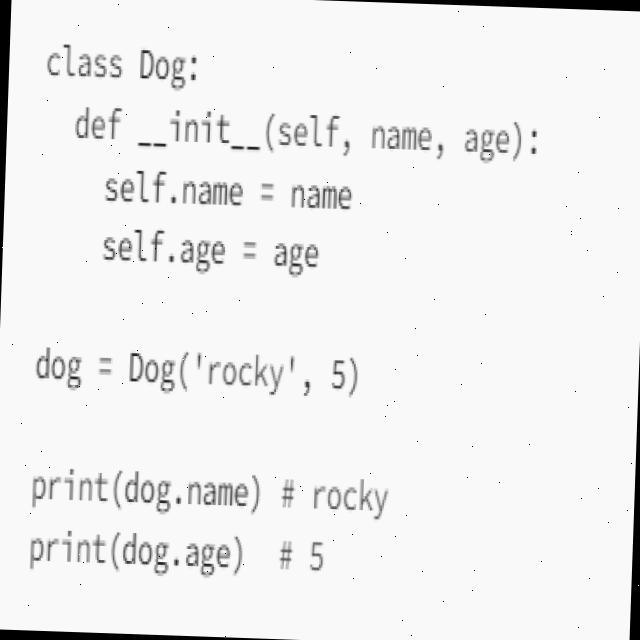 class Dog:
  def __init__(self, name, age):
    self.name = name
    self.age = age

dog = Dog('rocky', 5)

print(dog.name) # rocky
print(dog.age)  # 5